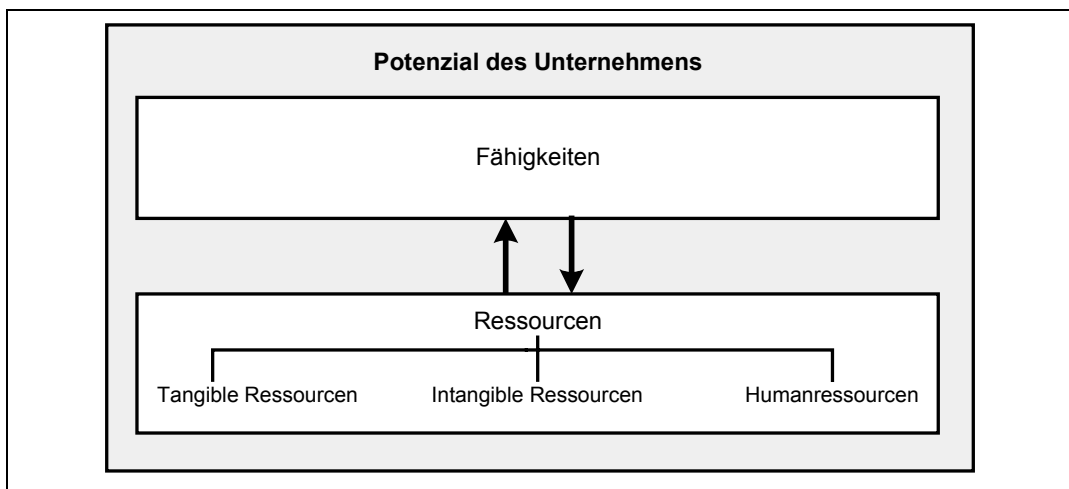 Potenzial des Unternehmens
Fähigkeiten
Ressourcen
Tangible Ressourcen Intangible Ressourcen Humanressourcen